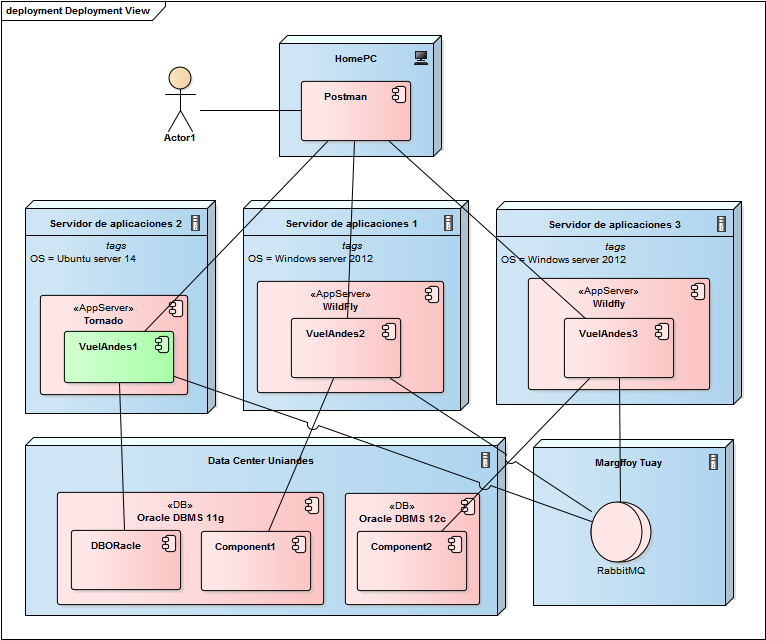 deployment Deployment View
HomePC
Postman
Actor1
Servidor de aplicaciones 2
tags
OS = Ubuntu server 14
«AppServer»
Tornado
VuelAndes1
Servidor de aplicaciones 1
tags
OS = Windows server 2012
«AppServer»
WildFly
VuelAndes2
Servidor de aplicaciones 3
tags
OS = Windows server 2012
«AppServer»
Wildfly
VuelAndes3
Data Center Uniandes
«DB»
Oracle DBMS 11g
DBORacle
Component1
«DB»
Oracle DBMS 12c
Component2
Margffoy Tuay
RabbitMQ